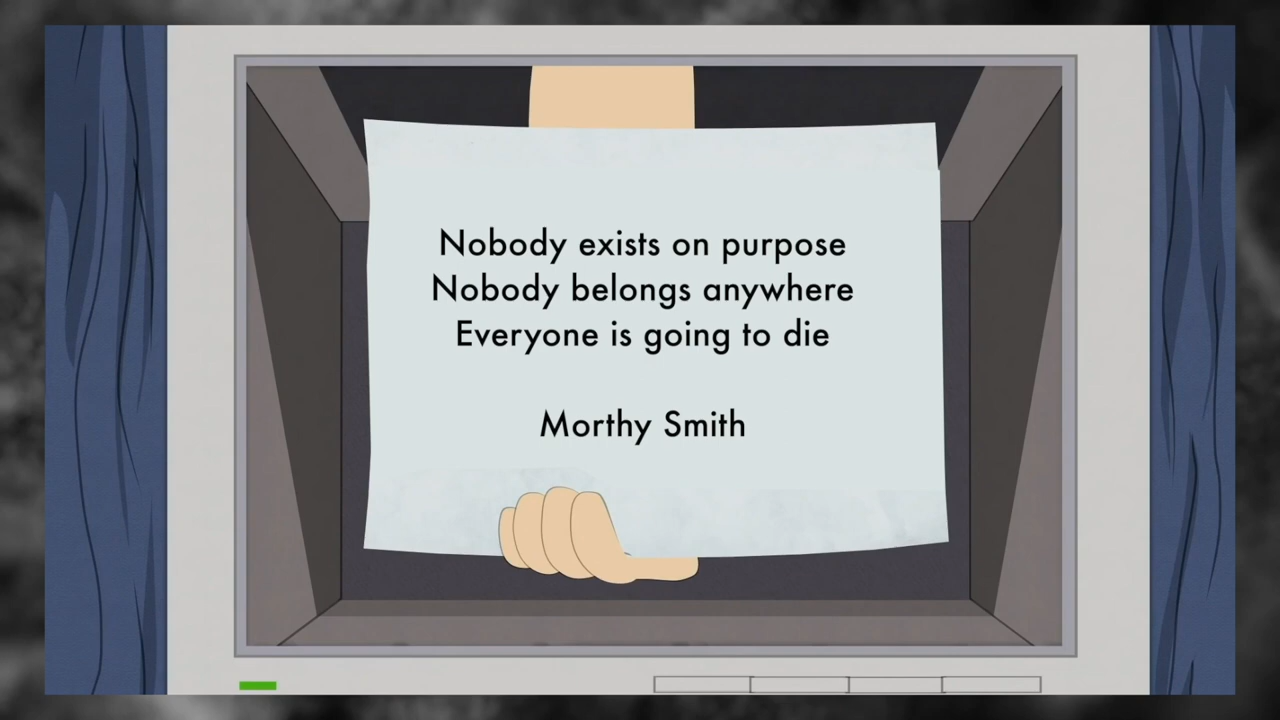 Nobody exists on purpose
Nobody belongs anywhere
Everyone is going to die
Morthy Smith